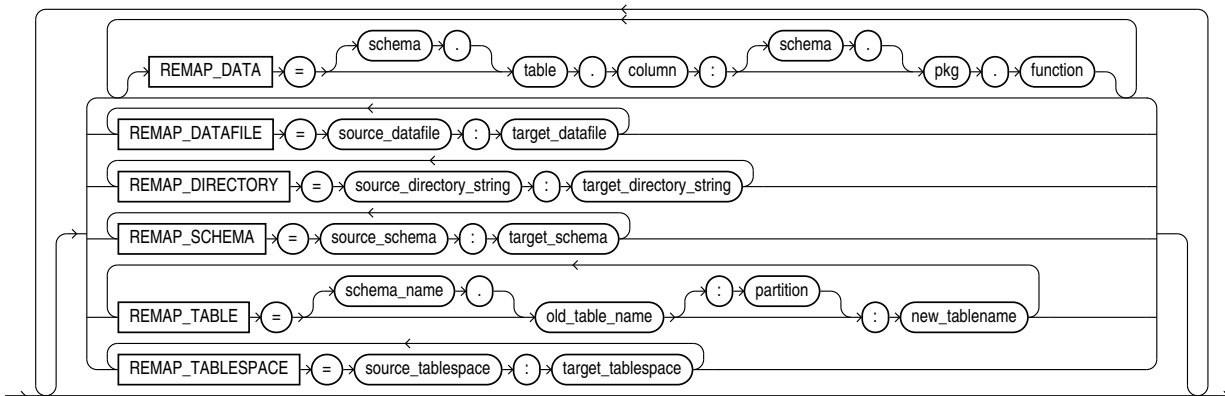 schema . schema .
REMAP_DATA = table . column : pkg . function
REMAP_DATAFILE = source_datafile : target_datafile
REMAP_DIRECTORY = source_directory_string : target_directory_string
REMAP_SCHEMA = source_schema : target_schema
schema_name . : partition
REMAP_TABLE = old_table_name : new_tablename
REMAP_TABLESPACE = source_tablespace : target_tablespace